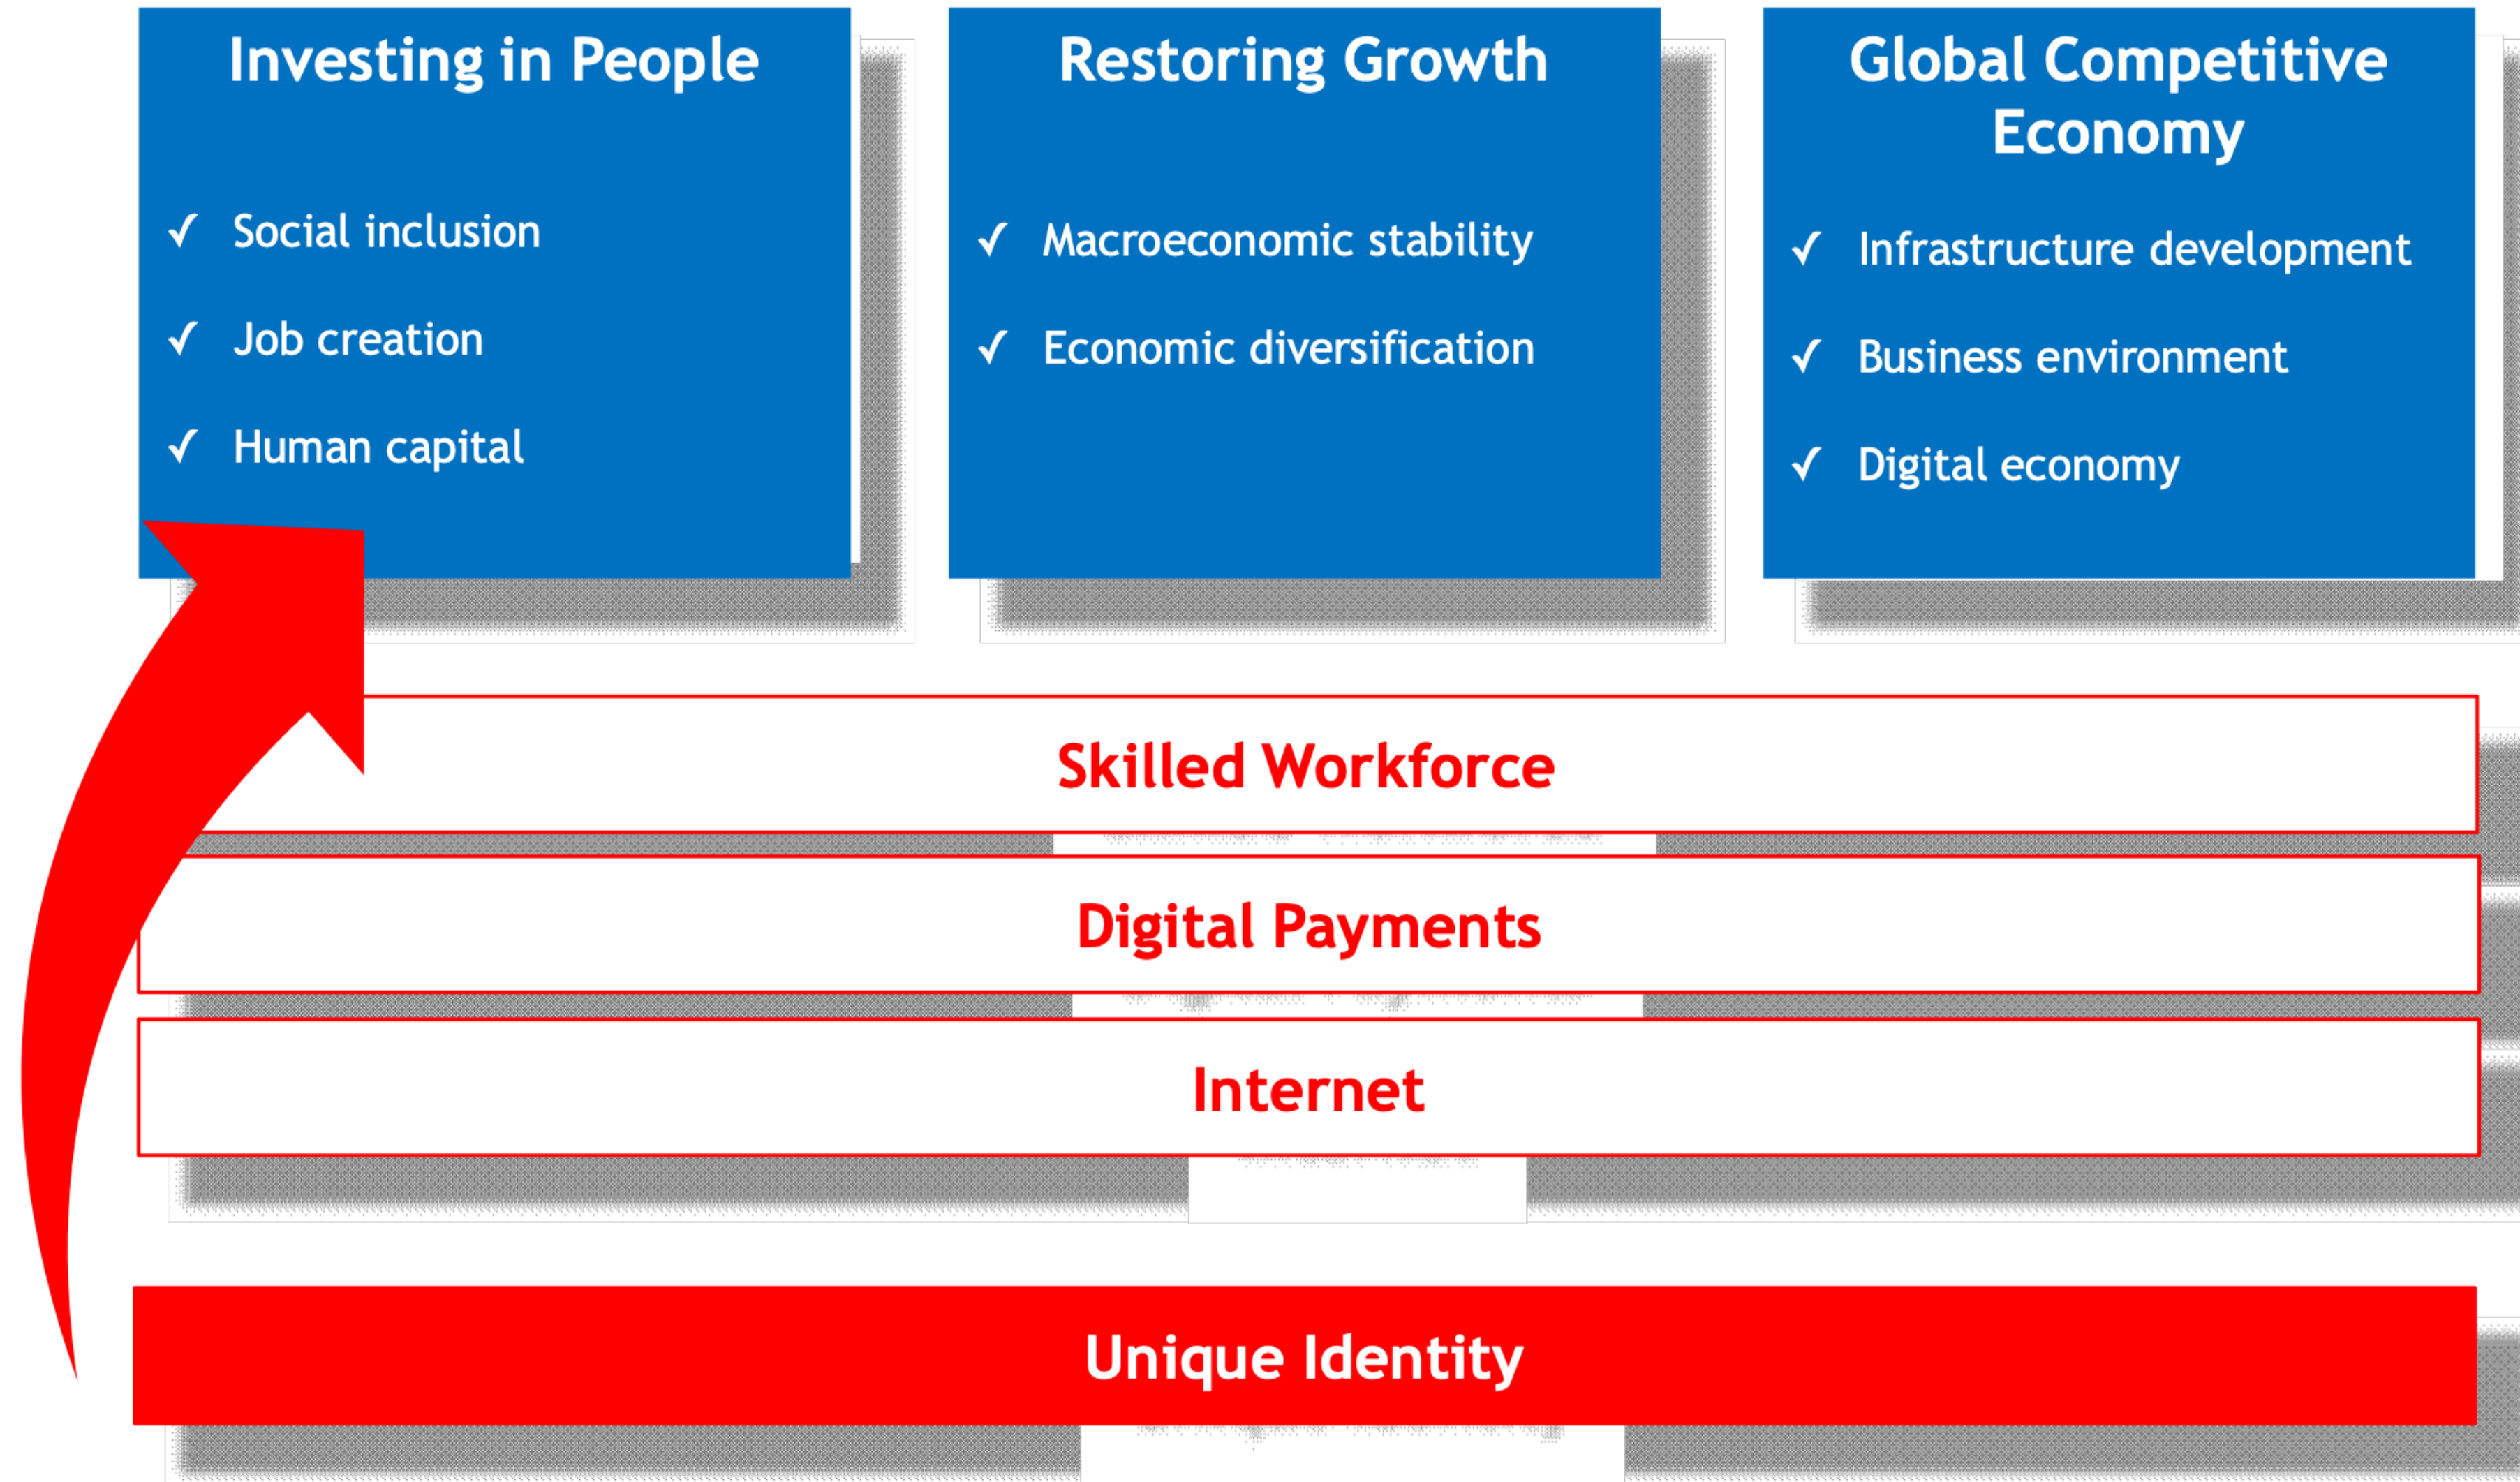 Investing in People
✓ Social inclusion
✓ Job creation
✓ Human capital
Restoring Growth
✓ Macroeconomic stability
✓ Economic diversification
Global Competitive
Economy
✓ Infrastructure development
✓ Business environment
✓ Digital economy
Skilled Workforce
Digital Payments
Internet
Unique Identity